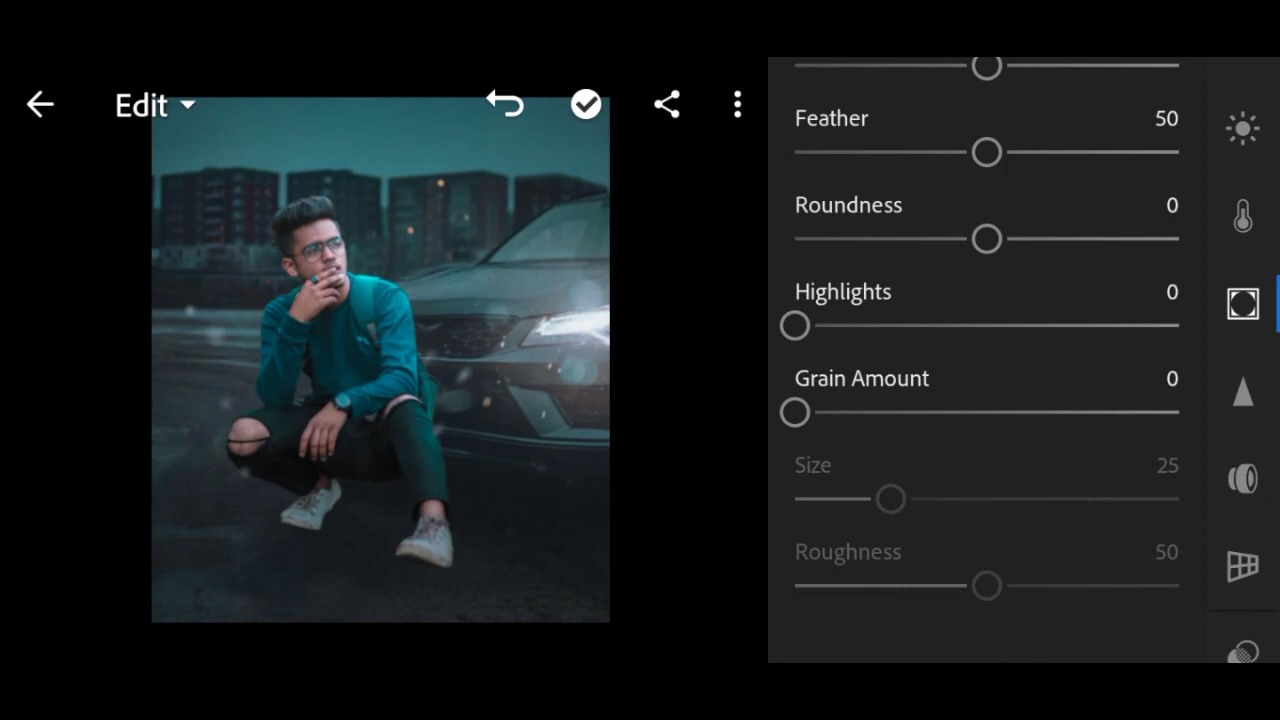 Edit
Feather 50
Roundness 0
Highlights 0
Grain Amount 0
Size 25
Roughness 50